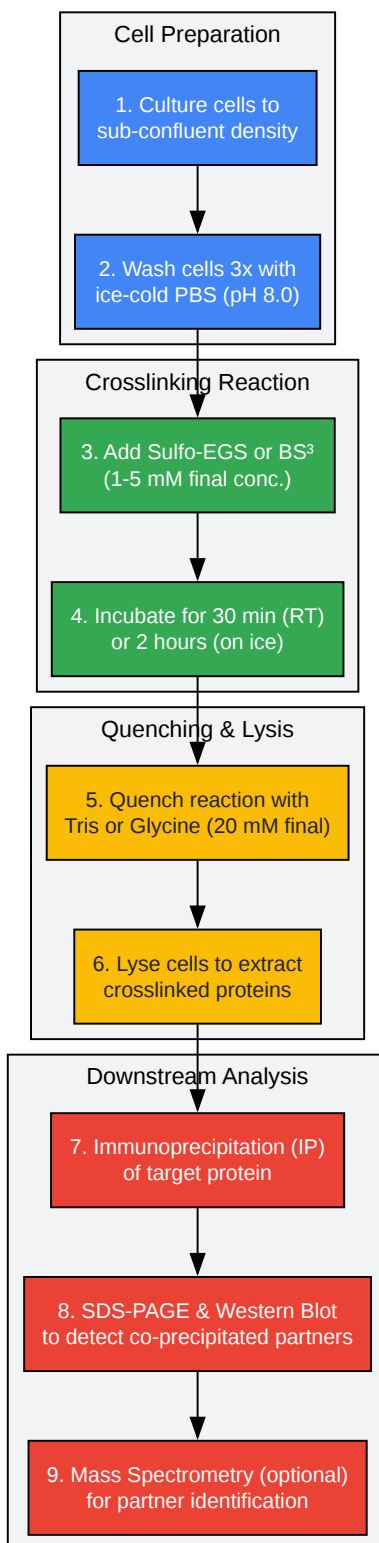 Cell Preparation
1. Culture cells to
sub-confluent density
2. Wash cells 3x with
ice-cold PBS (pH 8.0)
Crosslinking Reaction
3. Add Sulfo-EGS or BS³
(1-5 mM final conc.)
4. Incubate for 30 min (RT)
or 2 hours (on ice)
Quenching & Lysis
5. Quench reaction with
Tris or Glycine (20 mM final)
6. Lyse cells to extract
crosslinked proteins
Downstream Analysis
7. Immunoprecipitation (IP)
of target protein
8. SDS-PAGE & Western Blot
to detect co-precipitated partners
9. Mass Spectrometry (optional)
for partner identification